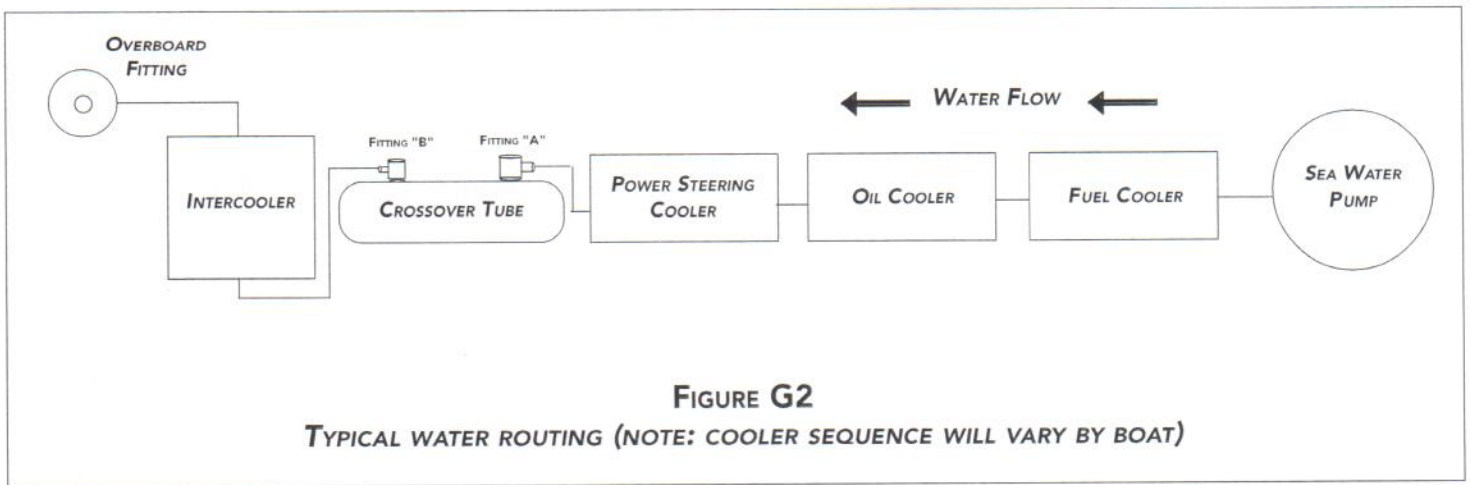 OVERBOARD
FITTING
WATER FLOW
FITTING "B"
FITTING "A"
INTERCOOLER
CROSSOVER TUBE
POWER STEERING
COOLER
OIL COOLER
FUEL COOLER
SEA WATER
PUMP
FIGURE G2
TYPICAL WATER ROUTING (NOTE: COOLER SEQUENCE WILL VARY BY BOAT)